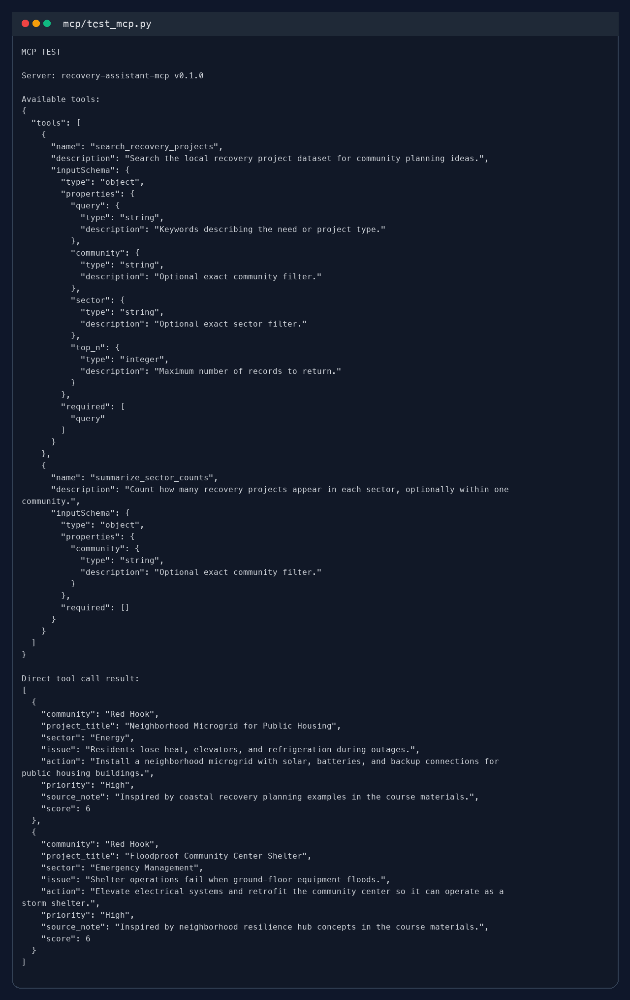 mcp/test_mcp.py
MCP TEST
Server: recovery-assistant-mcp v0.1.0
Available tools:
{
  "tools": [
    {
      "name": "search_recovery_projects",
      "description": "Search the local recovery project dataset for community planning ideas.",
      "inputSchema": {
        "type": "object",
        "properties": {
          "query": {
            "type": "string",
            "description": "Keywords describing the need or project type."
          },
          "community": {
            "type": "string",
            "description": "Optional exact community filter."
          },
          "sector": {
            "type": "string",
            "description": "Optional exact sector filter."
          },
          "top_n": {
            "type": "integer",
            "description": "Maximum number of records to return."
          }
        },
        "required": [
          "query"
        ]
      }
    },
    {
      "name": "summarize_sector_counts",
      "description": "Count how many recovery projects appear in each sector, optionally within one
community.",
      "inputSchema": {
        "type": "object",
        "properties": {
          "community": {
            "type": "string",
            "description": "Optional exact community filter."
          }
        },
        "required": []
      }
    }
  ]
}
Direct tool call result:
[
  {
    "community": "Red Hook",
    "project_title": "Neighborhood Microgrid for Public Housing",
    "sector": "Energy",
    "issue": "Residents lose heat, elevators, and refrigeration during outages.",
    "action": "Install a neighborhood microgrid with solar, batteries, and backup connections for
public housing buildings.",
    "priority": "High",
    "source_note": "Inspired by coastal recovery planning examples in the course materials.",
    "score": 6
  },
  {
    "community": "Red Hook",
    "project_title": "Floodproof Community Center Shelter",
    "sector": "Emergency Management",
    "issue": "Shelter operations fail when ground-floor equipment floods.",
    "action": "Elevate electrical systems and retrofit the community center so it can operate as a
storm shelter.",
    "priority": "High",
    "source_note": "Inspired by neighborhood resilience hub concepts in the course materials.",
    "score": 6
  }
]